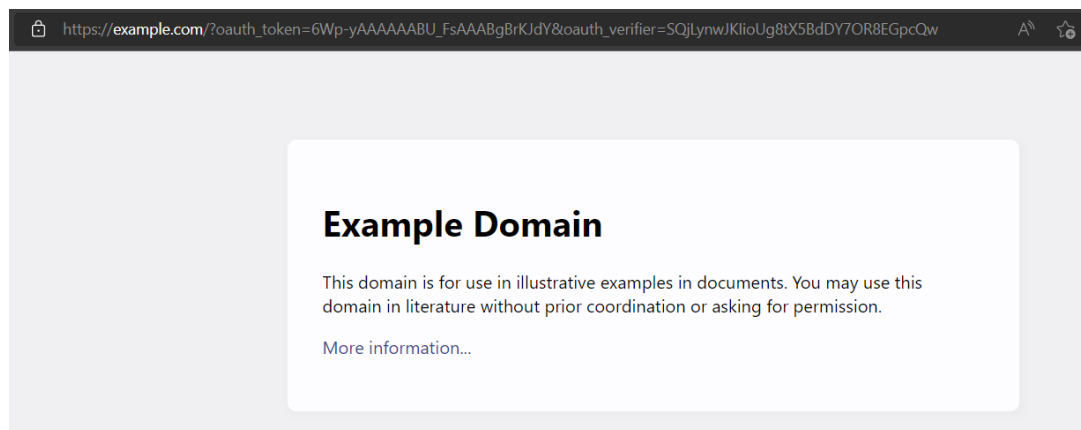 https://example.com/?oauth_token=6Wp-yAAAAAABU_FsAAABgBrKJdY&oauth_verifier=SQjLynwJKIioUg8tX5BdDY7OR8EGpcQw
Example Domain
This domain is for use in illustrative examples in documents. You may use this
domain in literature without prior coordination or asking for permission.
More information...